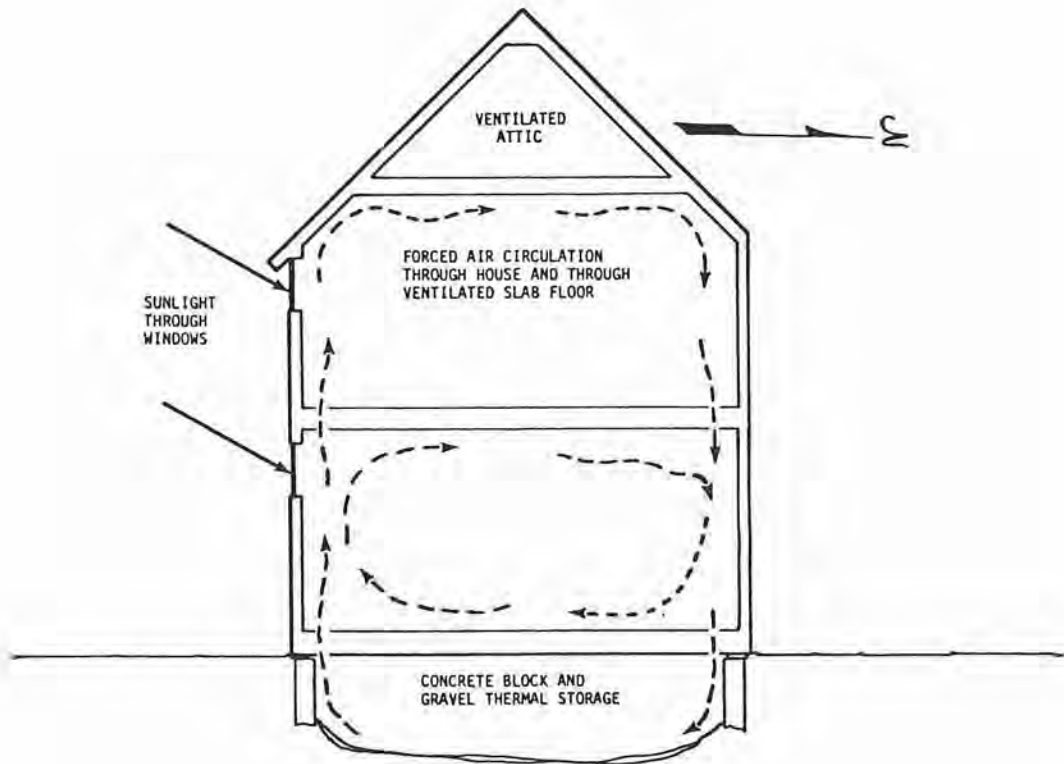 VENTILATED
ATTIC
FORCED AIR CIRCULATION
THROUGH HOUSE AND THROUGH
VENTILATED SLAB FLOOR
SUNLIGHT
THROUGH
WINDOWS
CONCRETE BLOCK AND
GRAVEL THERMAL STORAGE